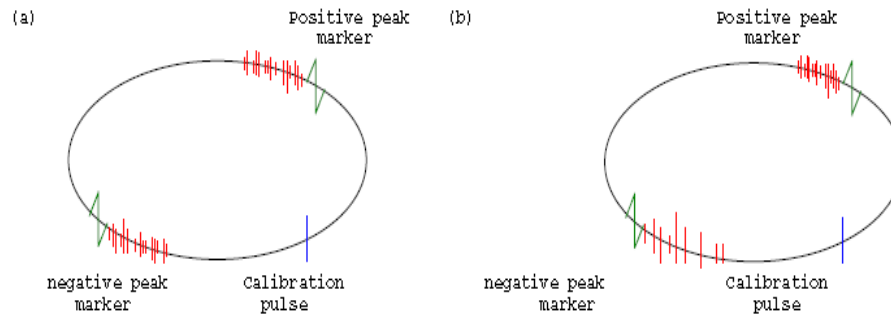 (a)
Positive peak
marker
negative peak
marker
Calibration
pulse
(b)
Positive peak
marker
negative peak
marker
Calibration
pulse